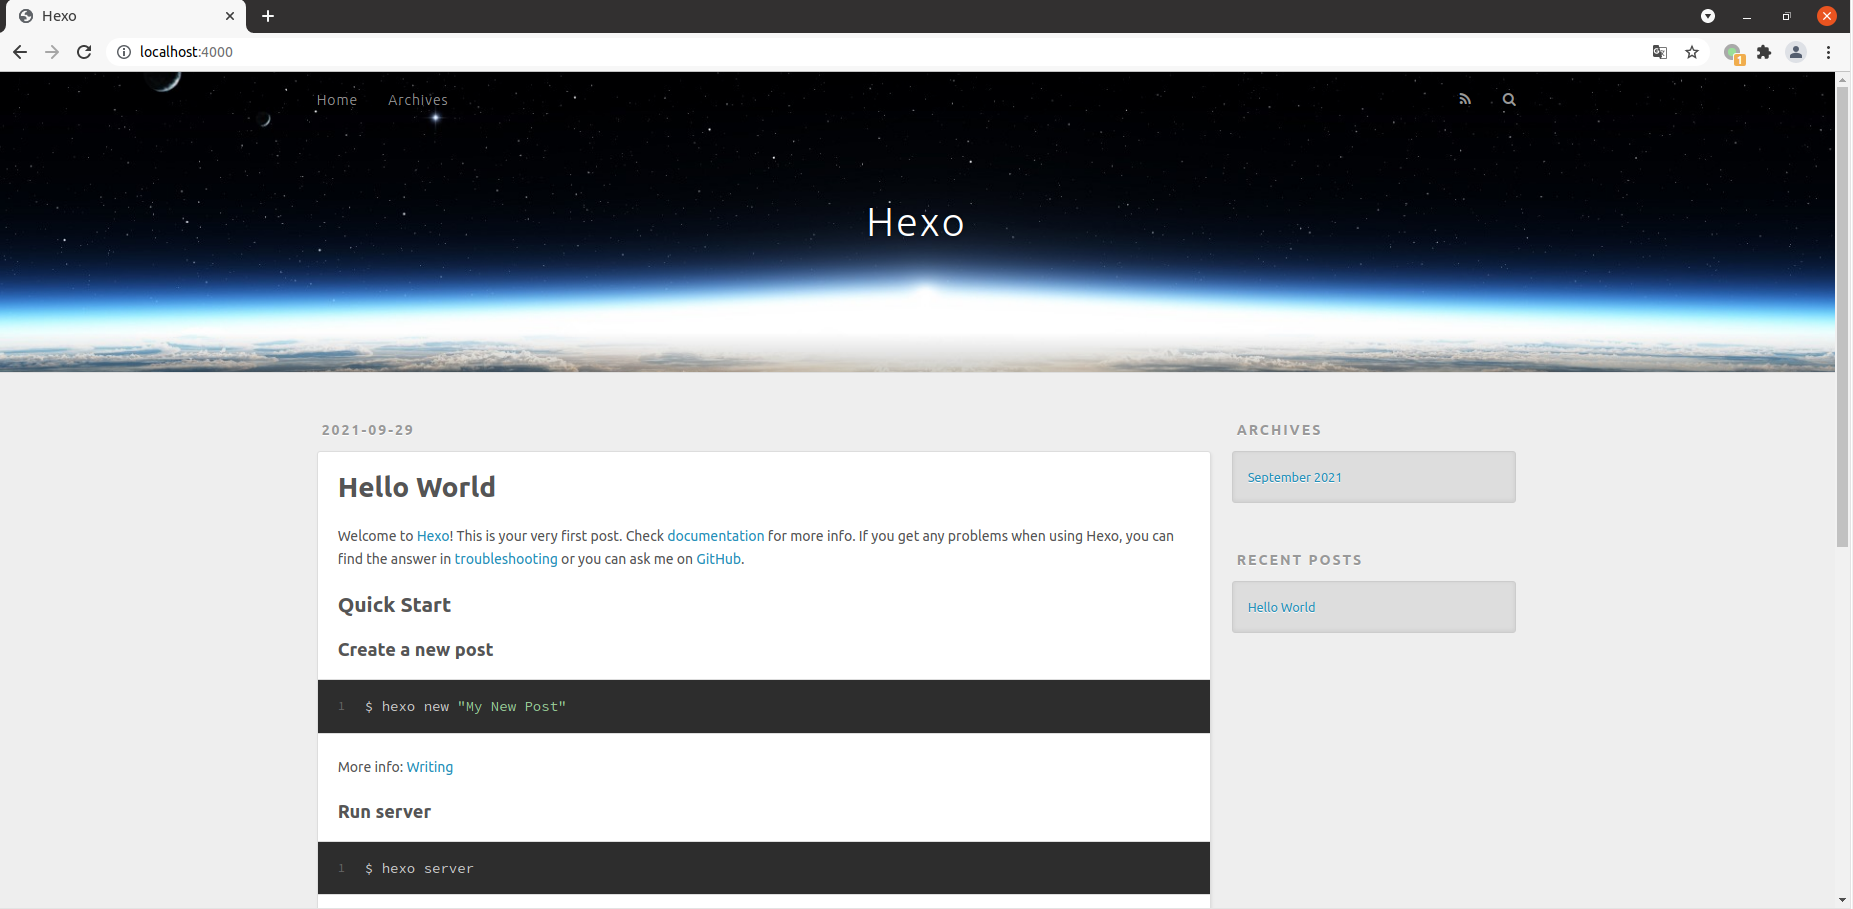 Hexo
localhost:4000
1
Home Archives
Hexo
2021-09-29
Hello World
Welcome to Hexo! This is your very first post. Check documentation for more info. If you get any problems when using Hexo, you can
find the answer in troubleshooting or you can ask me on GitHub.
Quick Start
Create a new post
1 $ hexo new "My New Post"
More info: Writing
Run server
1 $ hexo server
ARCHIVES
September 2021
RECENT POSTS
Hello World